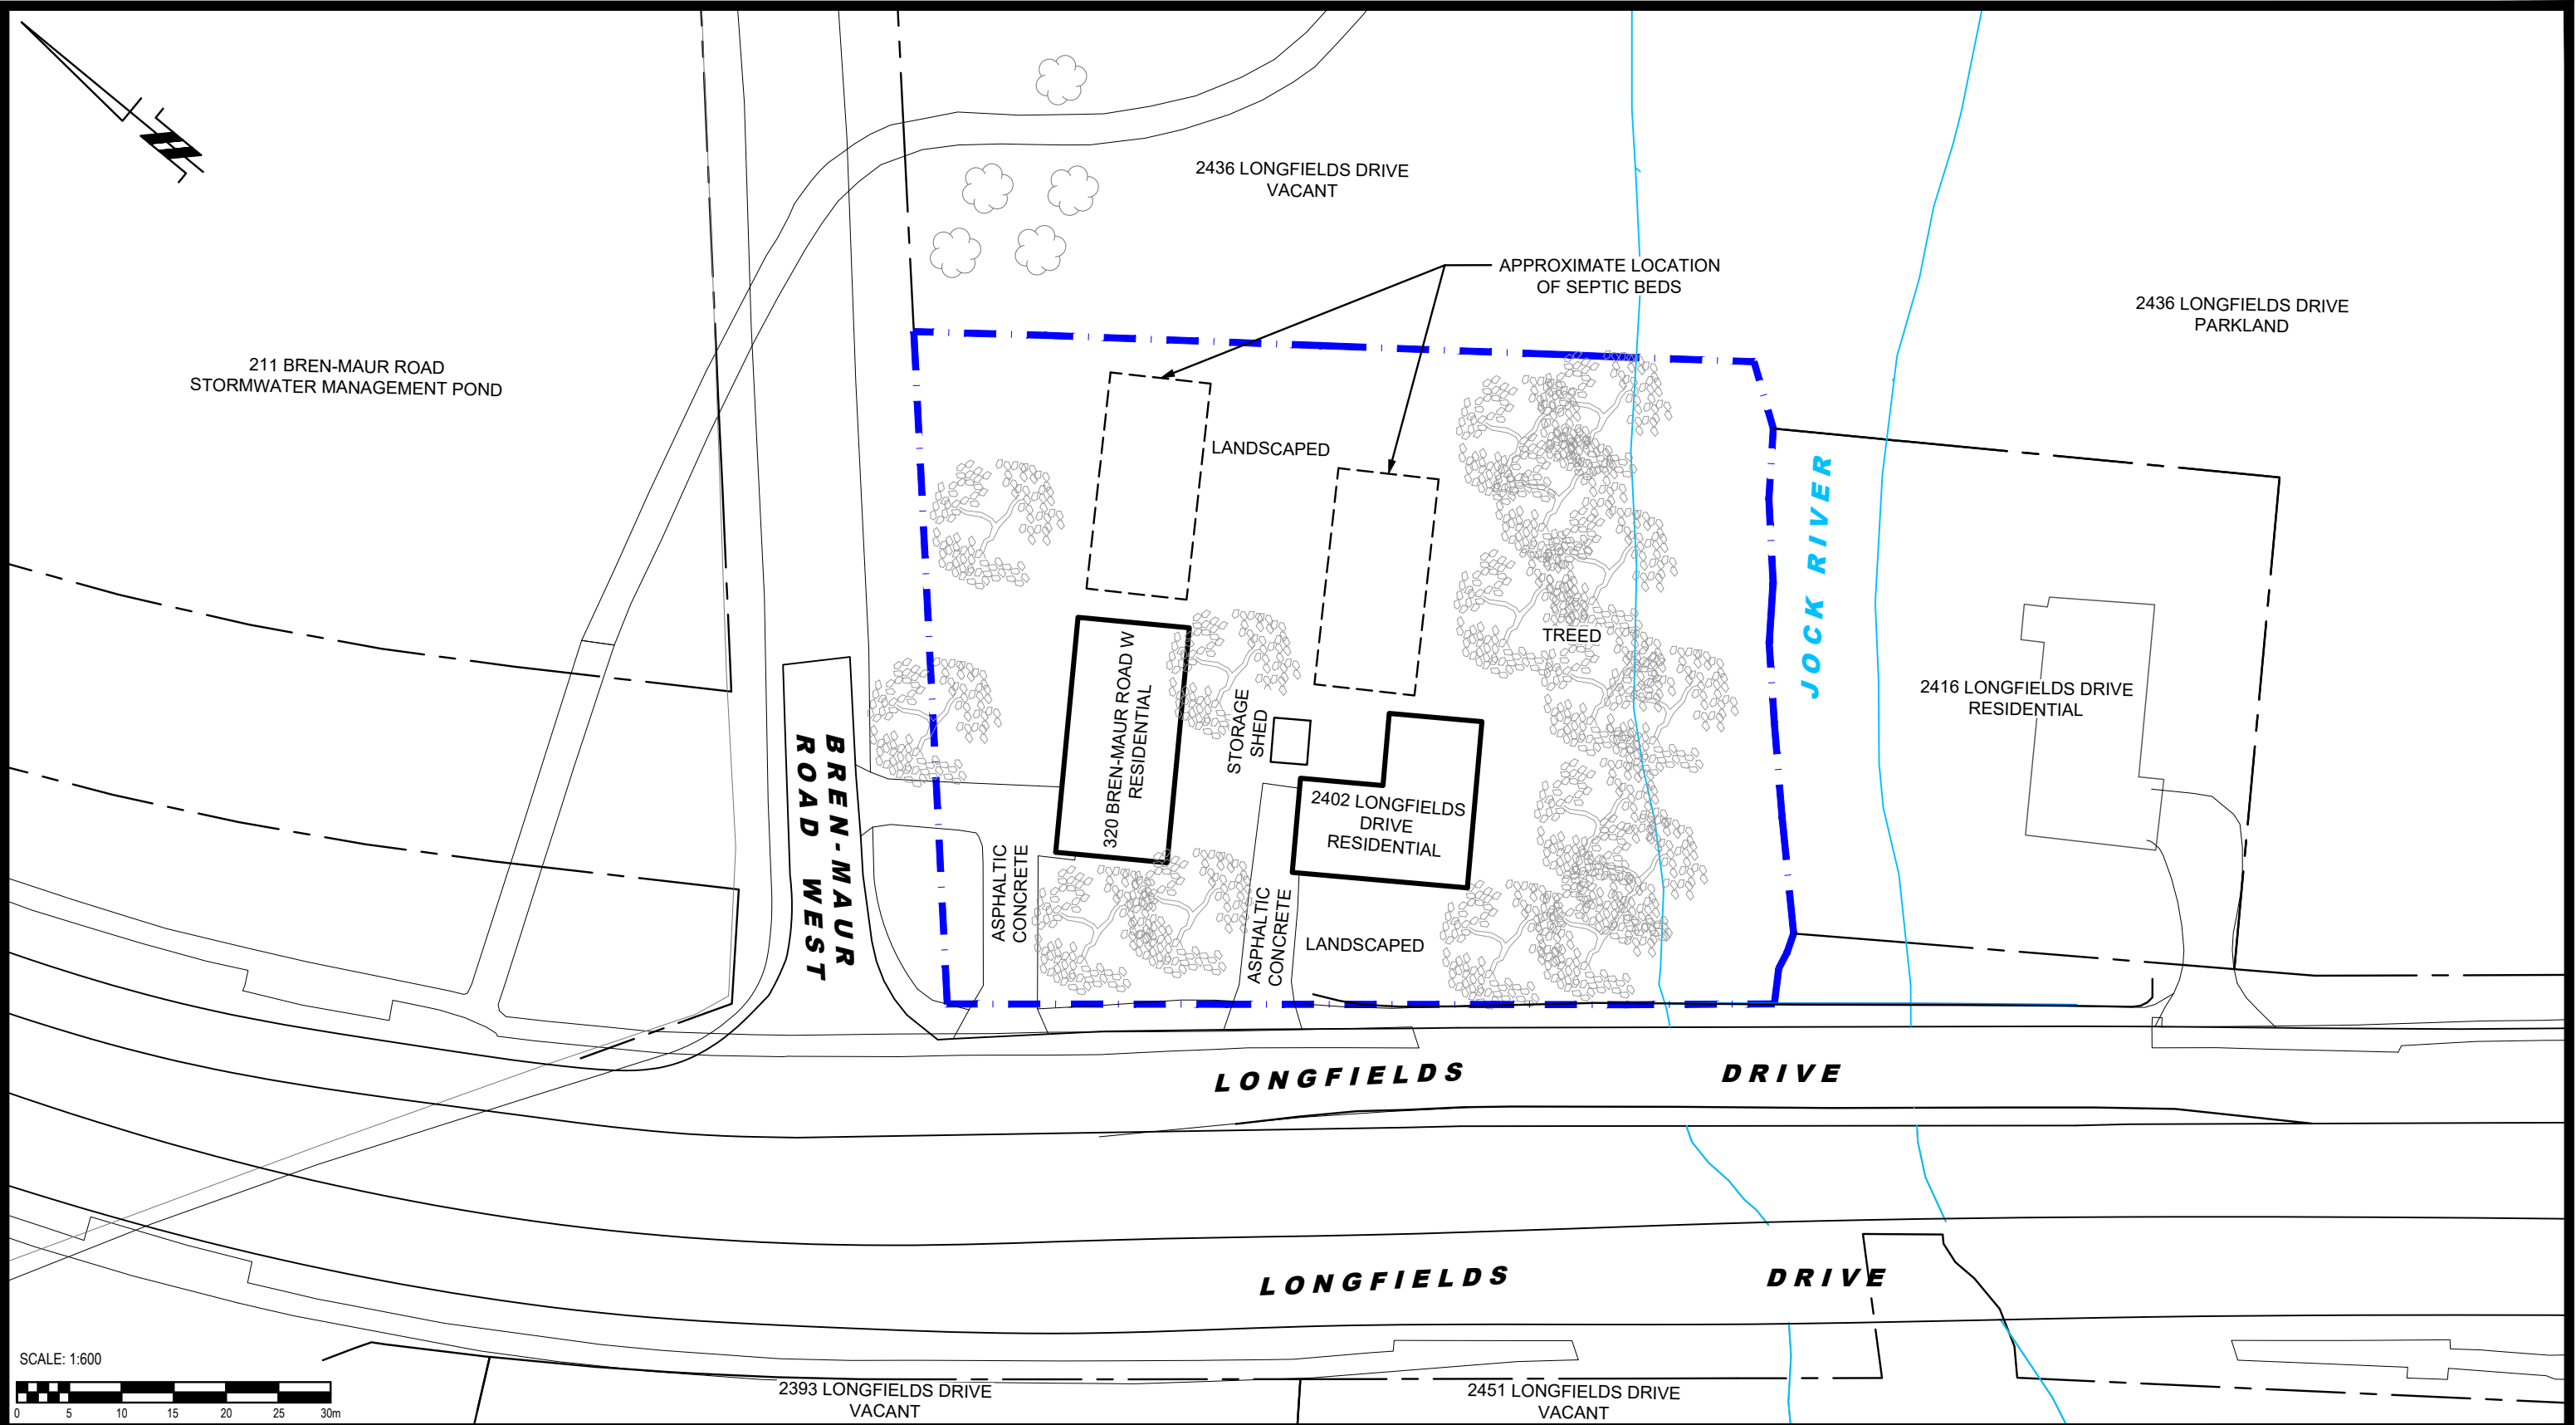 2436 LONGFIELDS DRIVE
VACANT
APPROXIMATE LOCATION
OF SEPTIC BEDS
2436 LONGFIELDS DRIVE
PARKLAND
211 BREN-MAUR ROAD
STORMWATER MANAGEMENT POND
LANDSCAPED
JOCK RIVER
TREED
320 BREN-MAUR ROAD W
RESIDENTIAL
STORAGE
SHED
2416 LONGFIELDS DRIVE
RESIDENTIAL
BREN-MAUR
ROAD WEST
2402 LONGFIELDS
DRIVE
RESIDENTIAL
ASPHALTIC
CONCRETE
ASPHALTIC
CONCRETE
LANDSCAPED
LONGFIELDS DRIVE
LONGFIELDS DRIVE
SCALE: 1:600
0 5 10 15 20 25 30m
2393 LONGFIELDS DRIVE
VACANT
2451 LONGFIELDS DRIVE
VACANT